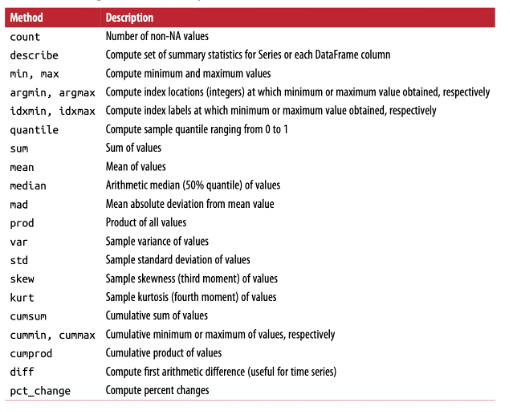 Method Description
count Number of non-NA values
describe Compute set of summary statistics for Series or each DataFrame column
min, max Compute minimum and maximum values
argmin, argmax Compute index locations (integers) at which minimum or maximum value obtained, respectively
idxmin, idxmax Compute index labels at which minimum or maximum value obtained, respectively
quantile Compute sample quantile ranging from 0 to 1
sum Sum of values
mean Mean of values
median Arithmetic median (50% quantile) of values
mad Mean absolute deviation from mean value
prod Product of all values
var Sample variance of values
std Sample standard deviation of values
skew Sample skewness (third moment) of values
kurt Sample kurtosis (fourth moment) of values
cumsum Cumulative sum of values
cummin, cummax Cumulative minimum or maximum of values, respectively
cumprod Cumulative product of values
diff Compute first arithmetic difference (useful for time series)
pct_change Compute percent changes